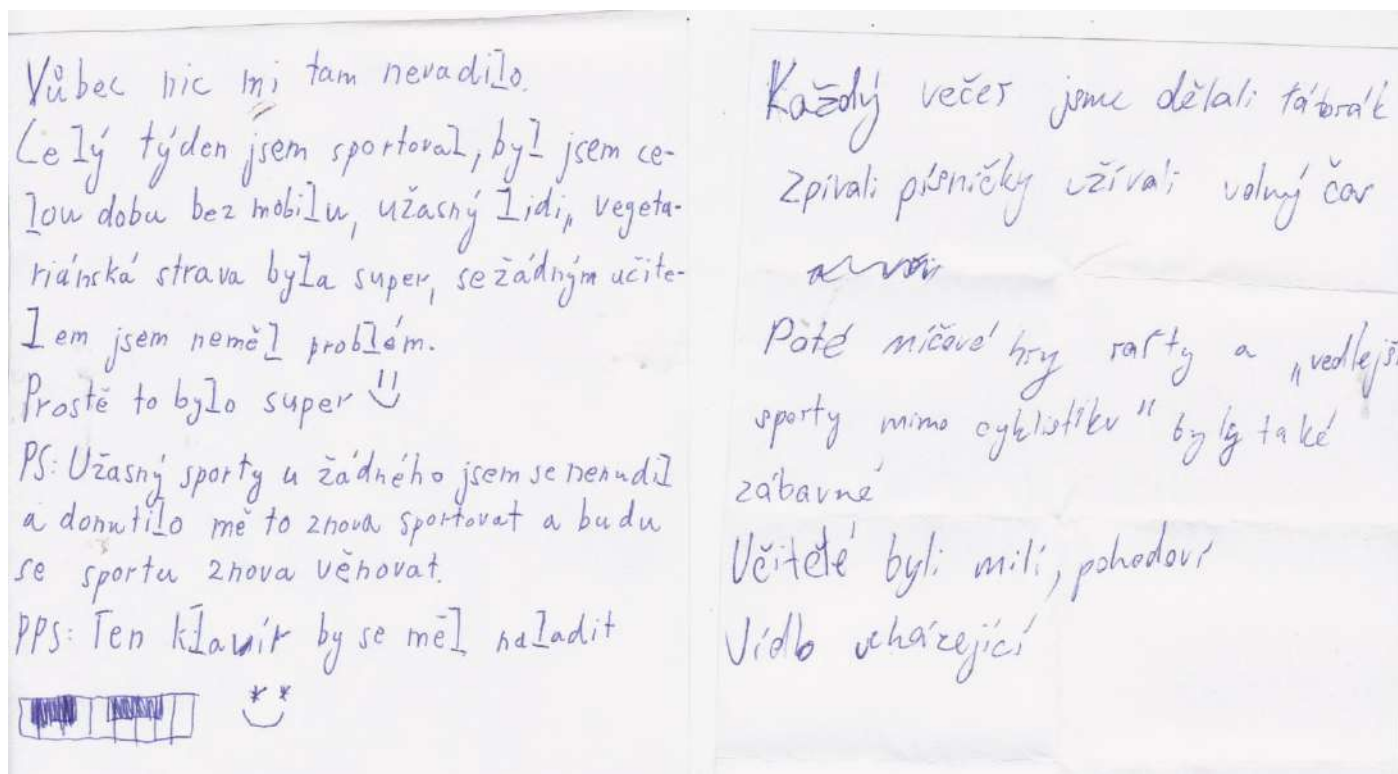 Vůbec nic mi tam nevadilo.
Celý týden jsem sportoval, byl jsem ce-
lou dobu bez mobilu, užasný lidi, vegeta-
riánská strava byla super, se žádným učite-
lem jsem neměl problém.
Prostě to bylo super
PS: Užasný sporty u žádného jsem se nenudil
a donutilo mě to znova sportovat a budu
se sportu znova věnovat.
PPS: Ten klavír by se měl naladit
Každý večer jsme dělali táborák
zpívali písničky užívali volný čas
Poté míčové hry rafty a „vedlejší
sporty mimo cyklistiku" byly také
zábavné
Učitelé byli milí, pohodoví
Jídlo ucházející